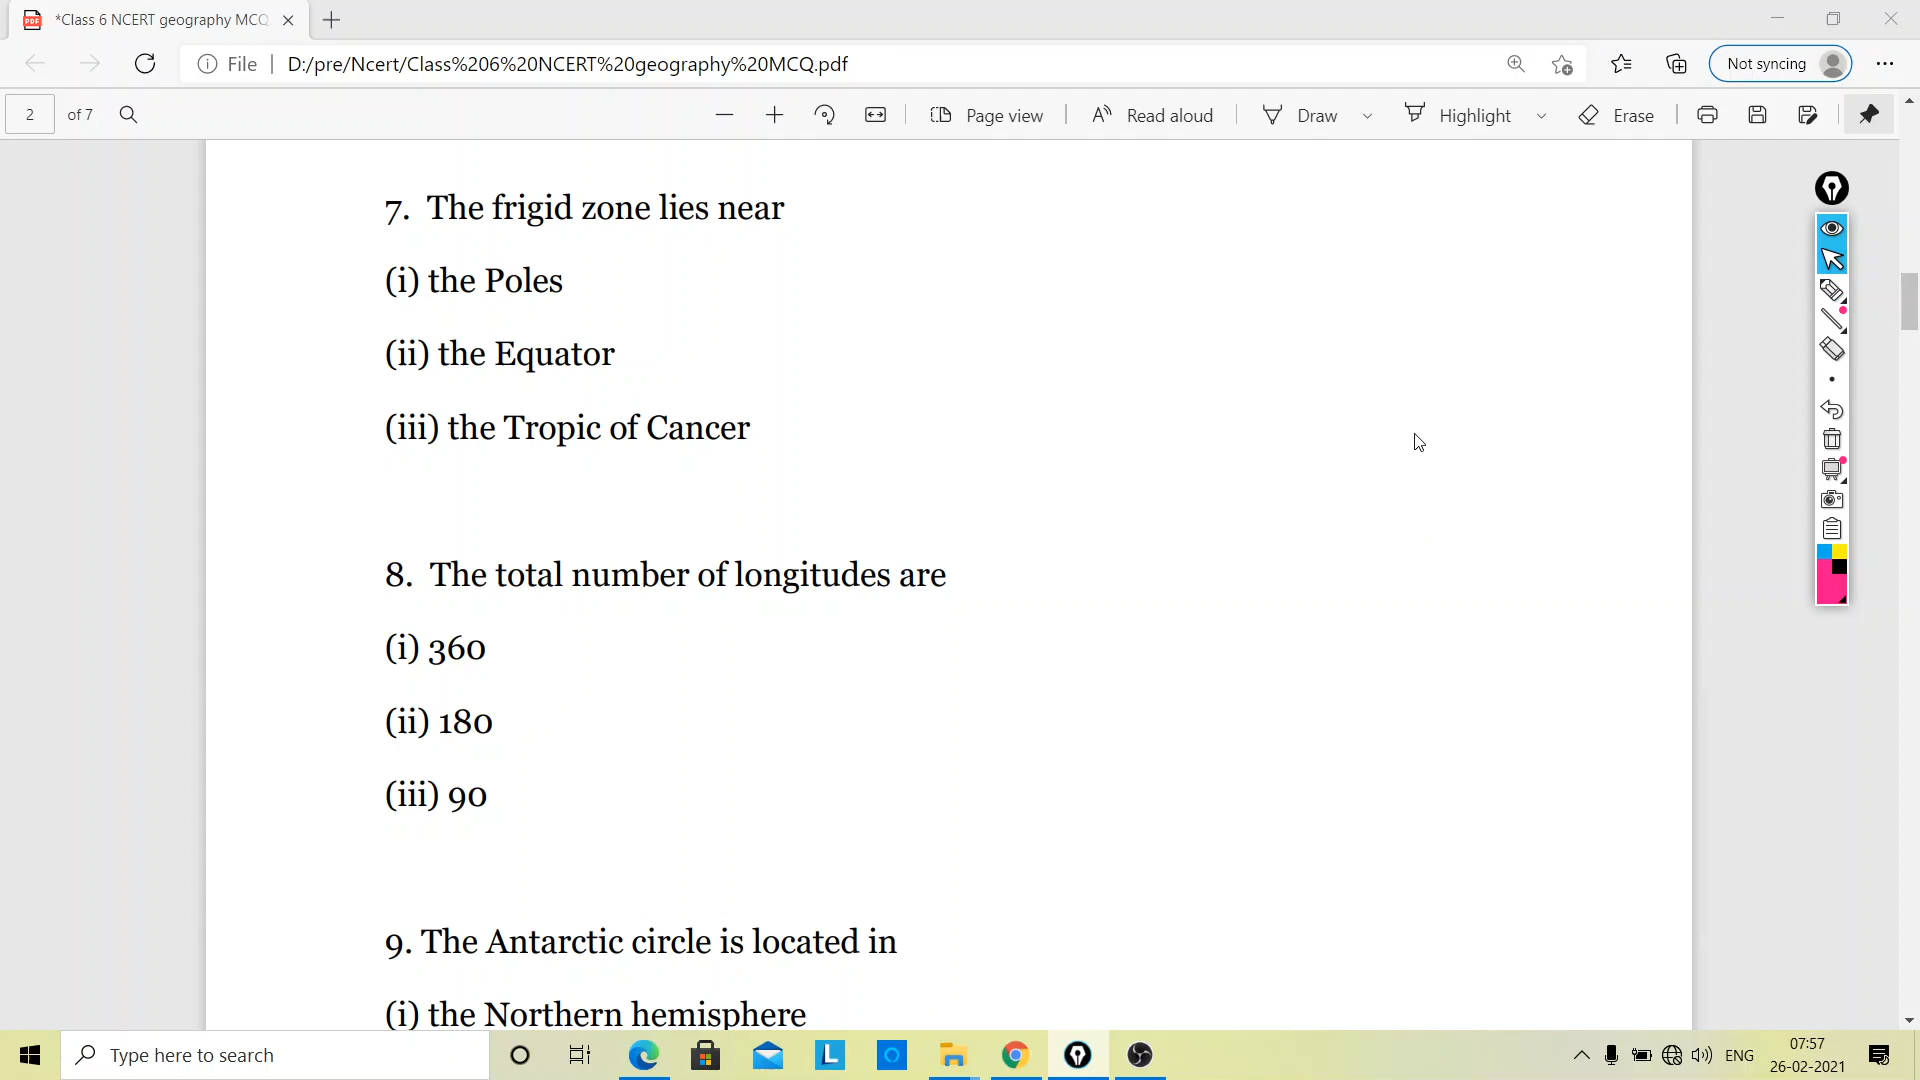 *Class 6 NCERT geography MCQ
File | D:/pre/Ncert/Class%206%20NCERT%20geography%20MCQ.pdf
Not syncing
2 of 7
Page view
Read aloud
Draw
Highlight
Erase
7. The frigid zone lies near
(i) the Poles
(ii) the Equator
(iii) the Tropic of Cancer
8. The total number of longitudes are
(i) 360
(ii) 180
(iii) 90
9. The Antarctic circle is located in
(i) the Northern hemisphere
Type here to search
L
ENG
07:57
26-02-2021